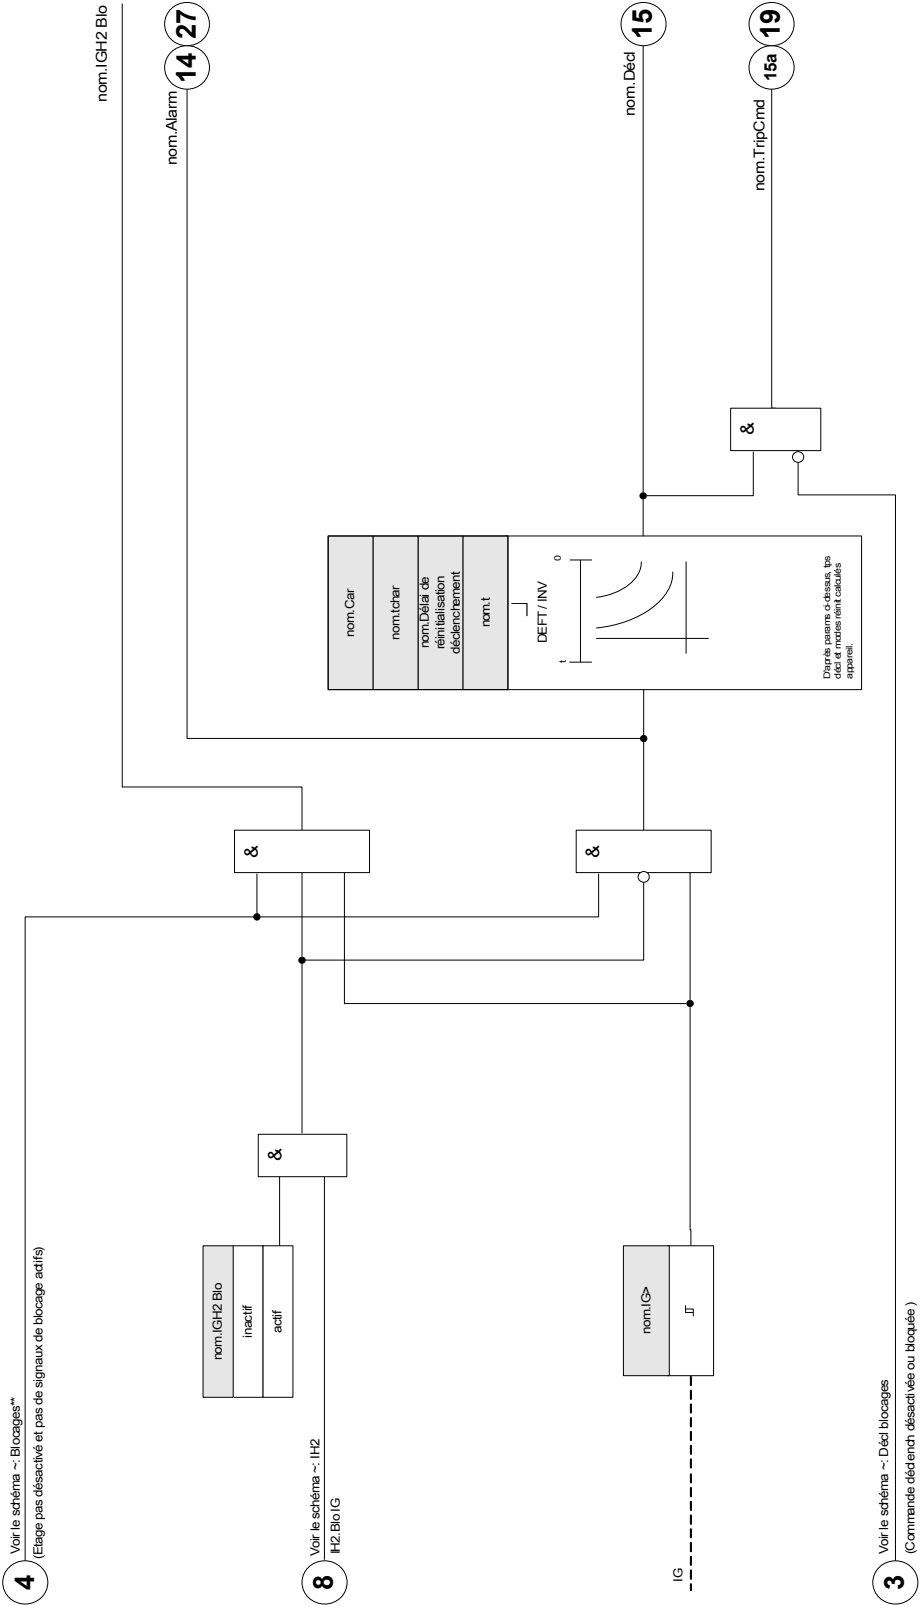 4
Voir le schéma ~: Blocages**
(Etage pas désactivé et pas de signaux de blocage actifs)
nom.IGH2 Blo
inactif
actif
8
Voir le schéma ~: IH2
IH2.Blo IG
&
&
nom.IGH2 Blo
nom.Alarm
14
27
IG
nom.IG>
&
nom.Car
nom.tchar
nom.Délai de
réinitialisation
déclenchement
nom.t
DEFT / INV
t
0
D'après params ci-dessus, tps
décl et modes réinit calculés
appareil.
nom.Décl
15
&
nom.TripCmd
15a
19
3
Voir le schéma ~: Décl blocages
(Commande déclench désactivée ou bloquée )